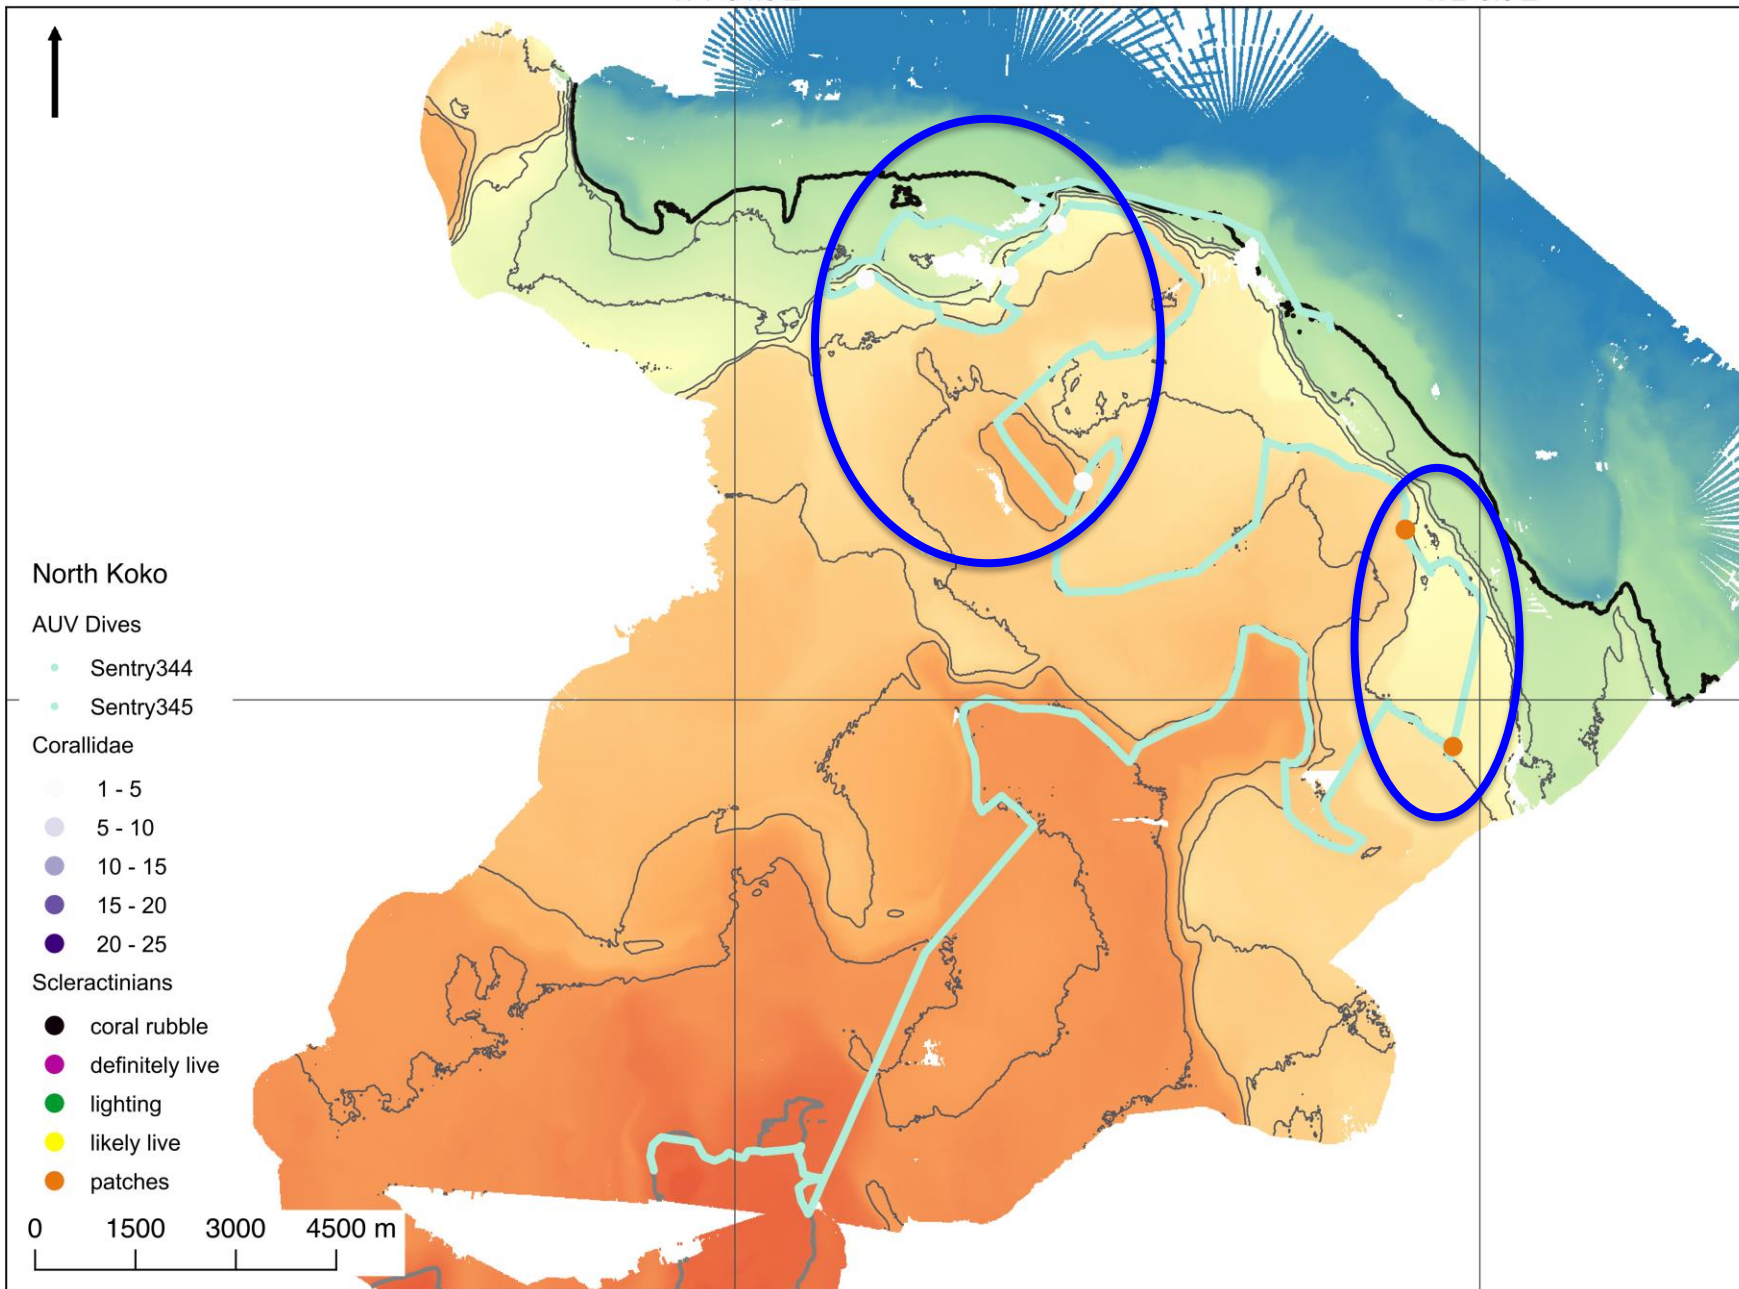 North Koko
AUV Dives
Sentry344
Sentry345
Corallidae
1 - 5
5 - 10
10 - 15
15 - 20
20 - 25
Scleractinians
coral rubble
definitely live
lighting
likely live
patches
0 1500 3000 4500 m